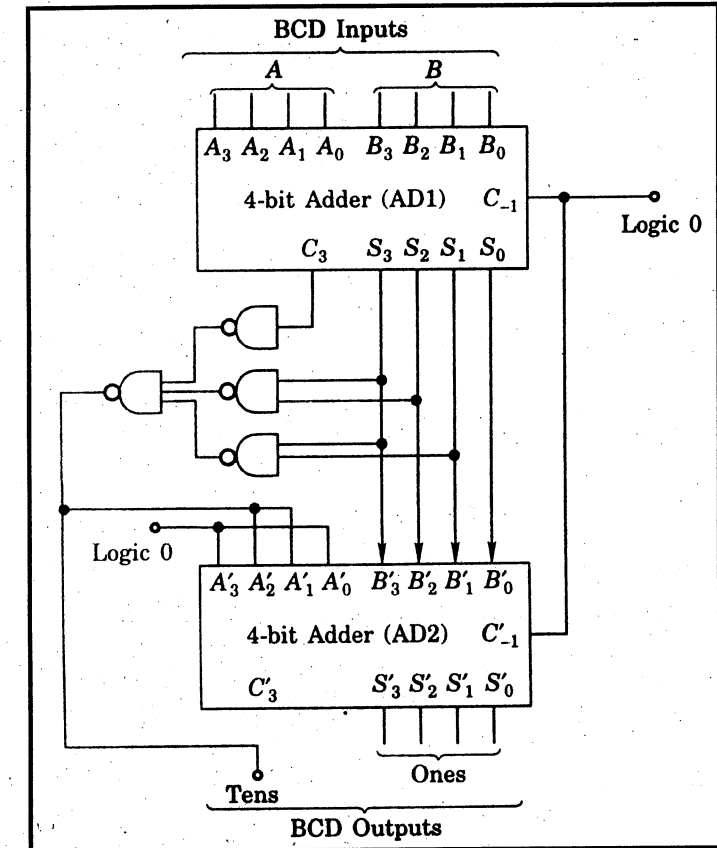 BCD Inputs
A B
A₃ A₂ A₁ A₀ B₃ B₂ B₁ B₀
4-bit Adder (AD1) C₋₁
Logic 0
C₃ S₃ S₂ S₁ S₀
Logic 0
A′₃ A′₂ A′₁ A′₀ B′₃ B′₂ B′₁ B′₀
4-bit Adder (AD2) C′₋₁
C′₃ S′₃ S′₂ S′₁ S′₀
Ones
Tens
BCD Outputs